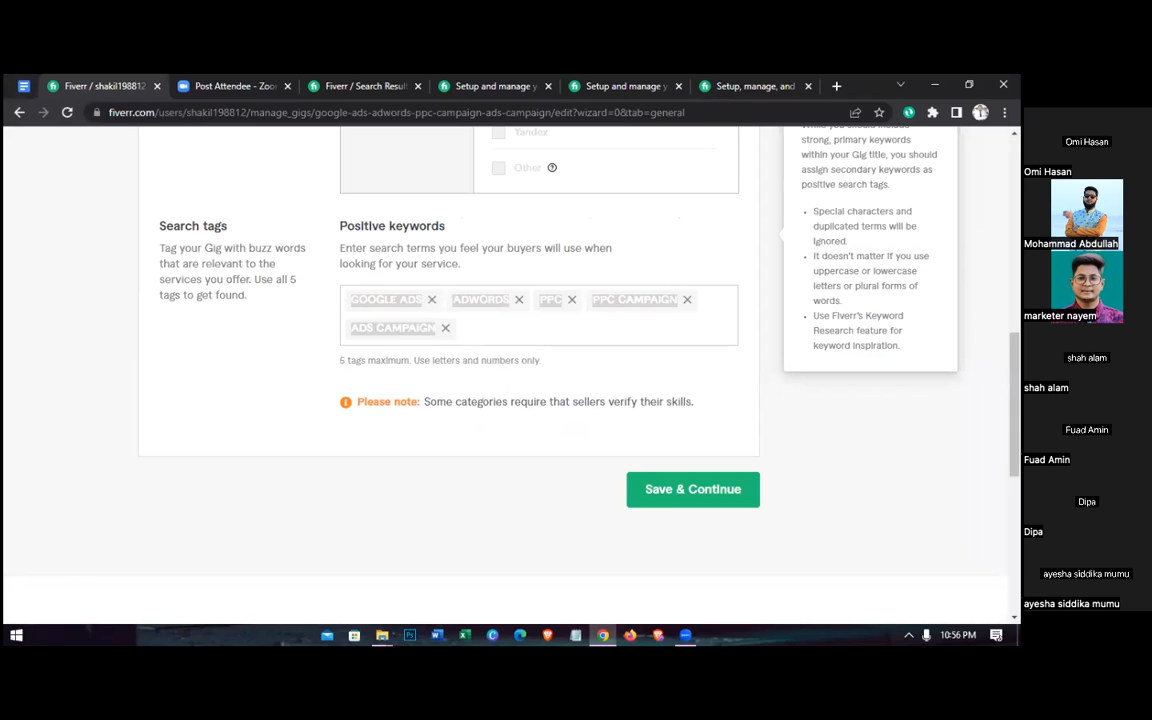 Fiverr / shakil198812
Post Attendee - Zoo
Fiverr / Search Resul
Setup and manage y
Setup and manage y
Setup, manage, and
fiverr.com/users/shakil198812/manage_gigs/google-ads-adwords-ppc-campaign-ads-campaign/edit?wizard=0&tab=general
Yandex
Other
While you should include
strong, primary keywords
within your Gig title, you should
assign secondary keywords as
positive search tags.
Special characters and
duplicated terms will be
ignored.
It doesn't matter if you use
uppercase or lowercase
letters or plural forms of
words.
Use Fiverr's Keyword
Research feature for
keyword inspiration.
Search tags
Tag your Gig with buzz words
that are relevant to the
services you offer. Use all 5
tags to get found.
Positive keywords
Enter search terms you feel your buyers will use when
looking for your service.
GOOGLE ADS ADWORDS PPC PPC CAMPAIGN
ADS CAMPAIGN
5 tags maximum. Use letters and numbers only.
Please note: Some categories require that sellers verify their skills.
Save & Continue
10:56 PM
Omi Hasan
Omi Hasan
Mohammad Abdullah
marketer nayem
shah alam
shah alam
Fuad Amin
Fuad Amin
Dipa
Dipa
ayesha siddika mumu
ayesha siddika mumu